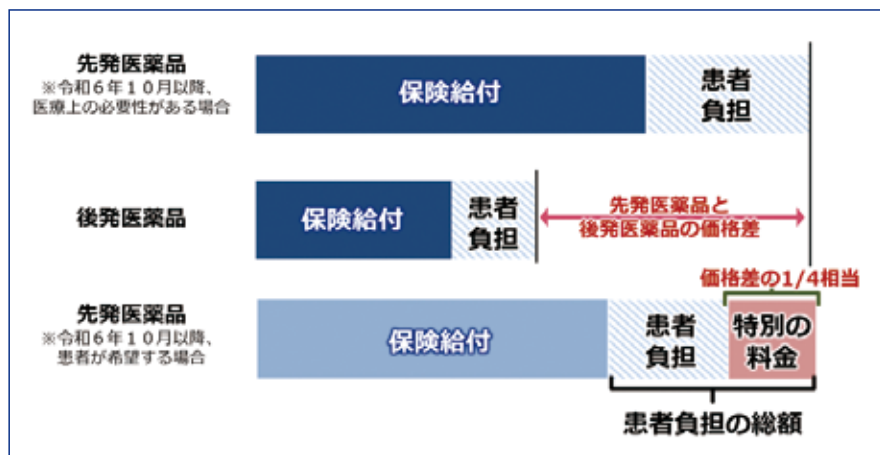 先発医薬品
※令和6年10月以降、
医療上の必要性がある場合
保険給付
患者
負担
後発医薬品
保険給付
患者
負担
先発医薬品と
後発医薬品の価格差
価格差の1/4相当
先発医薬品
※令和6年10月以降、
患者が希望する場合
保険給付
患者
負担
特別の
料金
患者負担の総額